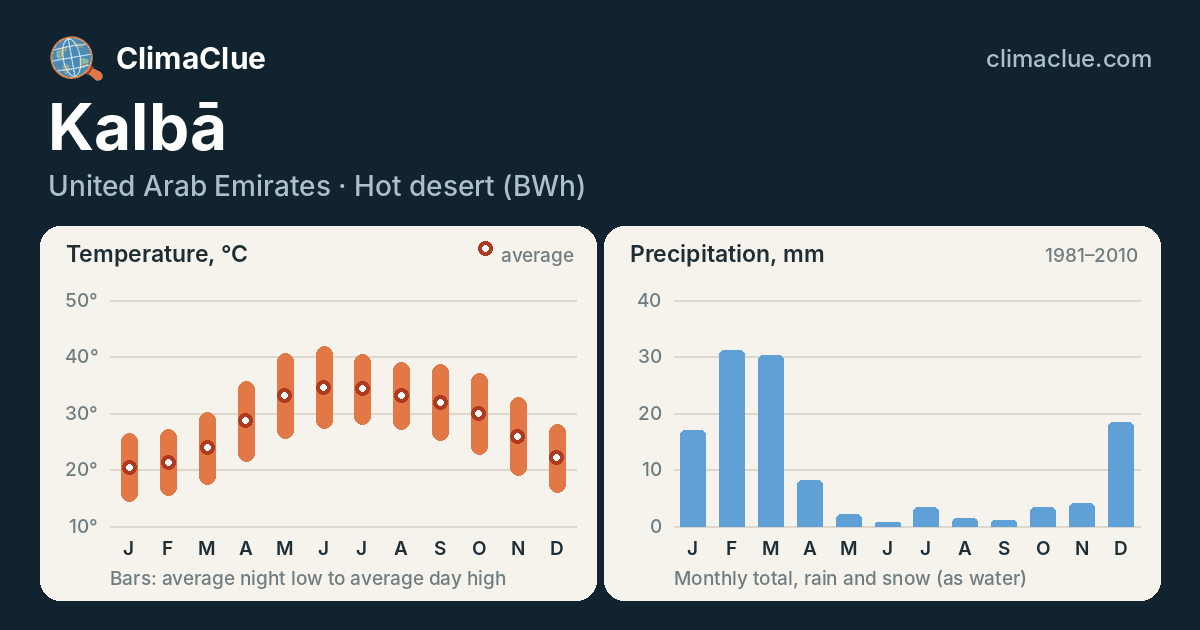 ClimaClue
climaclue.com
Kalbā
United Arab Emirates · Hot desert (BWh)
Temperature, °C
average
50°
40°
30°
20°
10°
J F M A M J J A S O N D
Bars: average night low to average day high
Precipitation, mm
1981–2010
40
30
20
10
0
J F M A M J J A S O N D
Monthly total, rain and snow (as water)